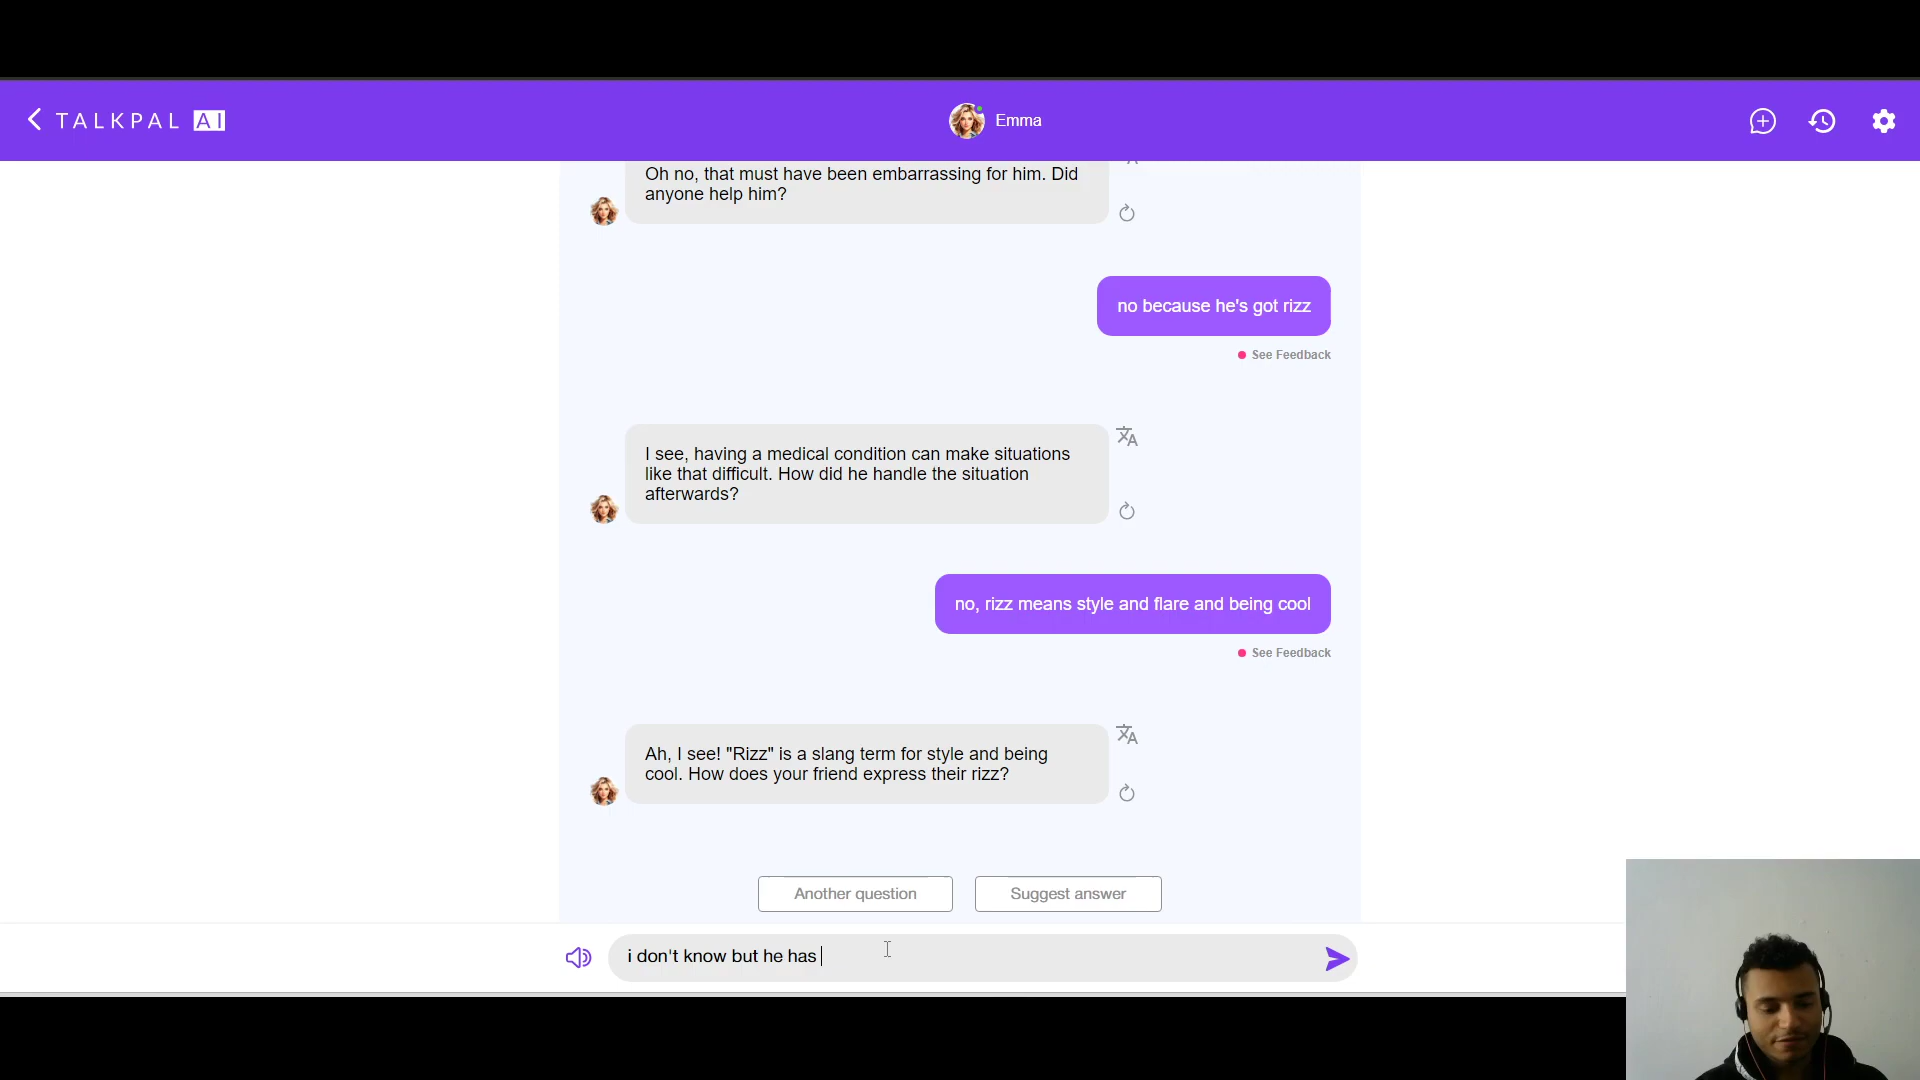 TALKPAL AI
Emma
Oh no, that must have been embarrassing for him. Did
anyone help him?
no because he's got rizz
See Feedback
I see, having a medical condition can make situations
like that difficult. How did he handle the situation
afterwards?
no, rizz means style and flare and being cool
See Feedback
Ah, I see! "Rizz" is a slang term for style and being
cool. How does your friend express their rizz?
Another question
Suggest answer
i don't know but he has